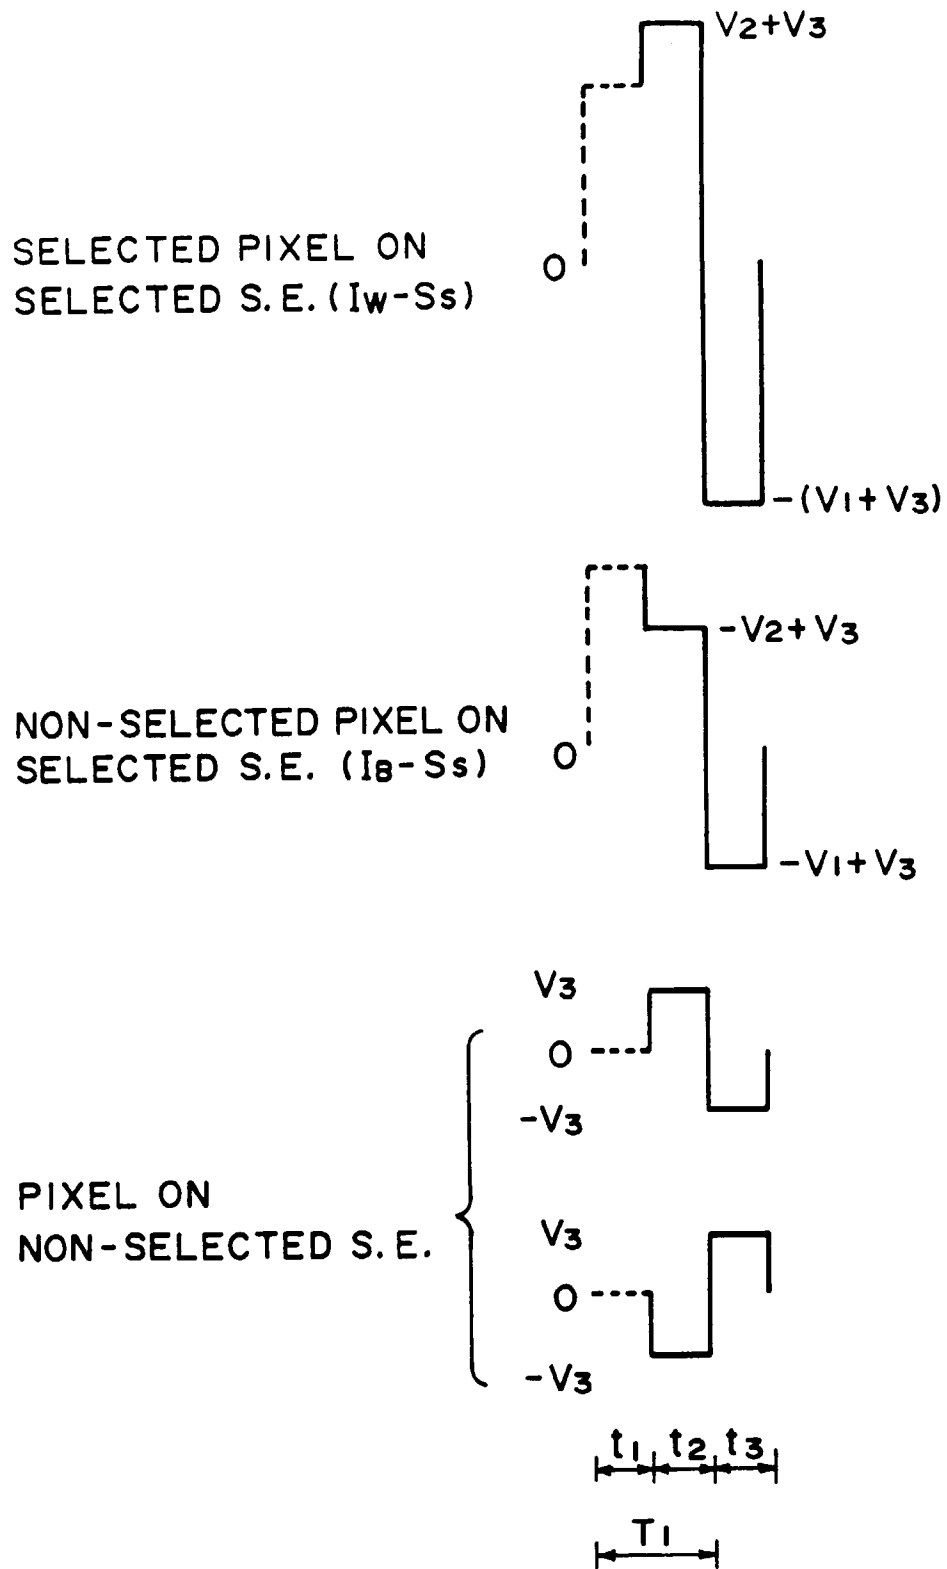 V2+V3
SELECTED PIXEL ON
SELECTED S.E. (IW-SS)
0
-(V1+V3)
-V2+V3
NON-SELECTED PIXEL ON
SELECTED S.E. (IB-SS)
0
-V1+V3
V3
0
-V3
PIXEL ON
NON-SELECTED S.E.
V3
0
-V3
t1 t2 t3
T1